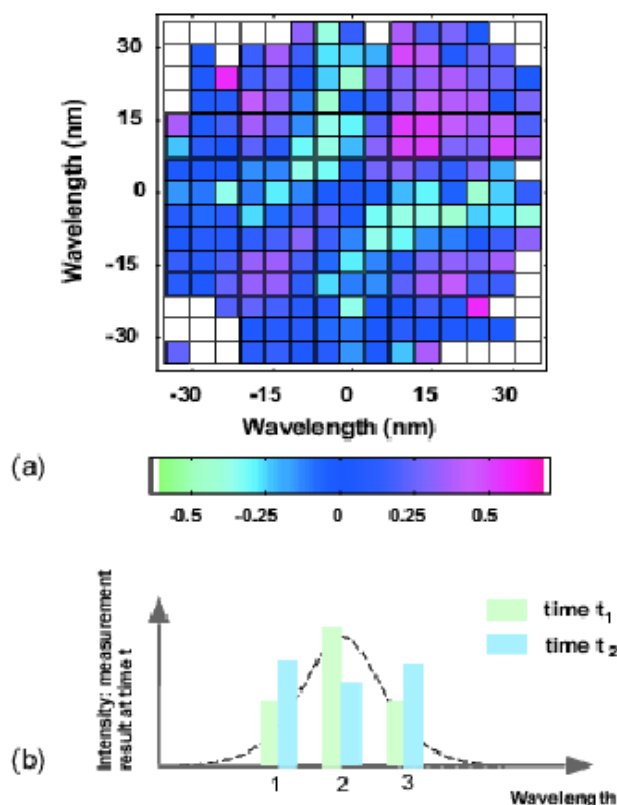 30
15
0
-15
-30
Wavelength (nm)
-30 -15 0 15 30
Wavelength (nm)
(a)
-0.5 -0.25 0 0.25 0.5
Intensity: measurement
result at time t
time t1
time t2
(b)
1 2 3
Wavelength